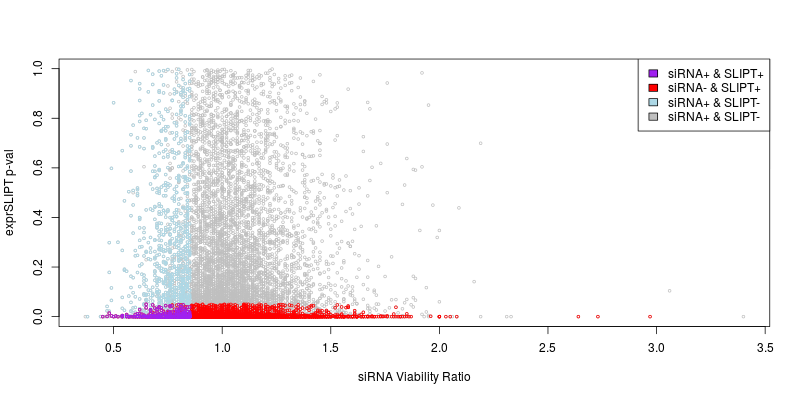 siRNA+ & SLIPT+
siRNA- & SLIPT+
siRNA+ & SLIPT-
siRNA+ & SLIPT-
exprSLIPT p-val
1.0
0.8
0.6
0.4
0.2
0.0
0.5 1.0 1.5 2.0 2.5 3.0 3.5
siRNA Viability Ratio